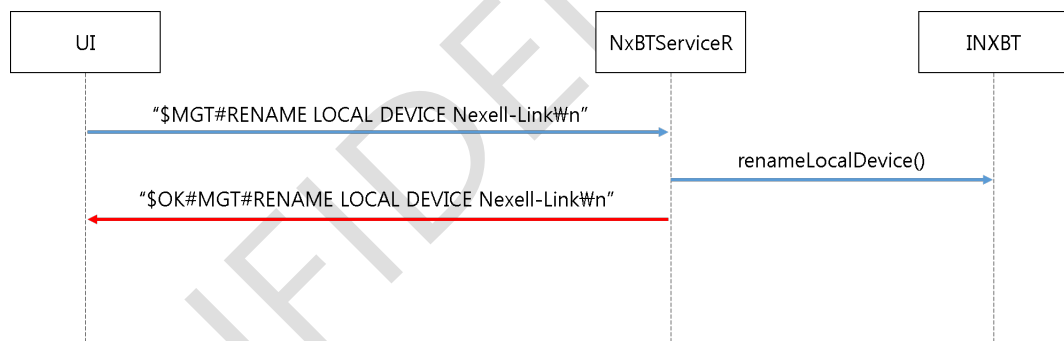 UI
NxBTServiceR
INXBT
“$MGT#RENAME LOCAL DEVICE Nexell-Link₩n”
renameLocalDevice()
“$OK#MGT#RENAME LOCAL DEVICE Nexell-Link₩n”